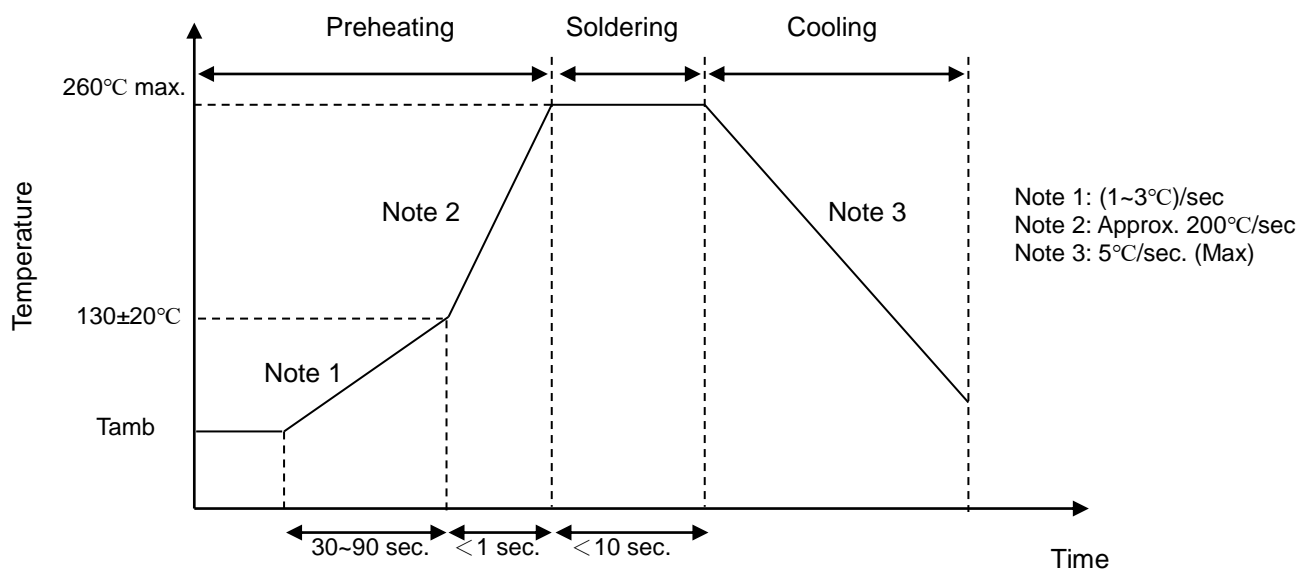 Preheating Soldering Cooling
260℃ max.
Temperature
Note 2
Note 3
Note 1: (1~3℃)/sec
Note 2: Approx. 200℃/sec
Note 3: 5℃/sec. (Max)
130±20℃
Note 1
Tamb
30~90 sec. <1 sec. <10 sec.
Time